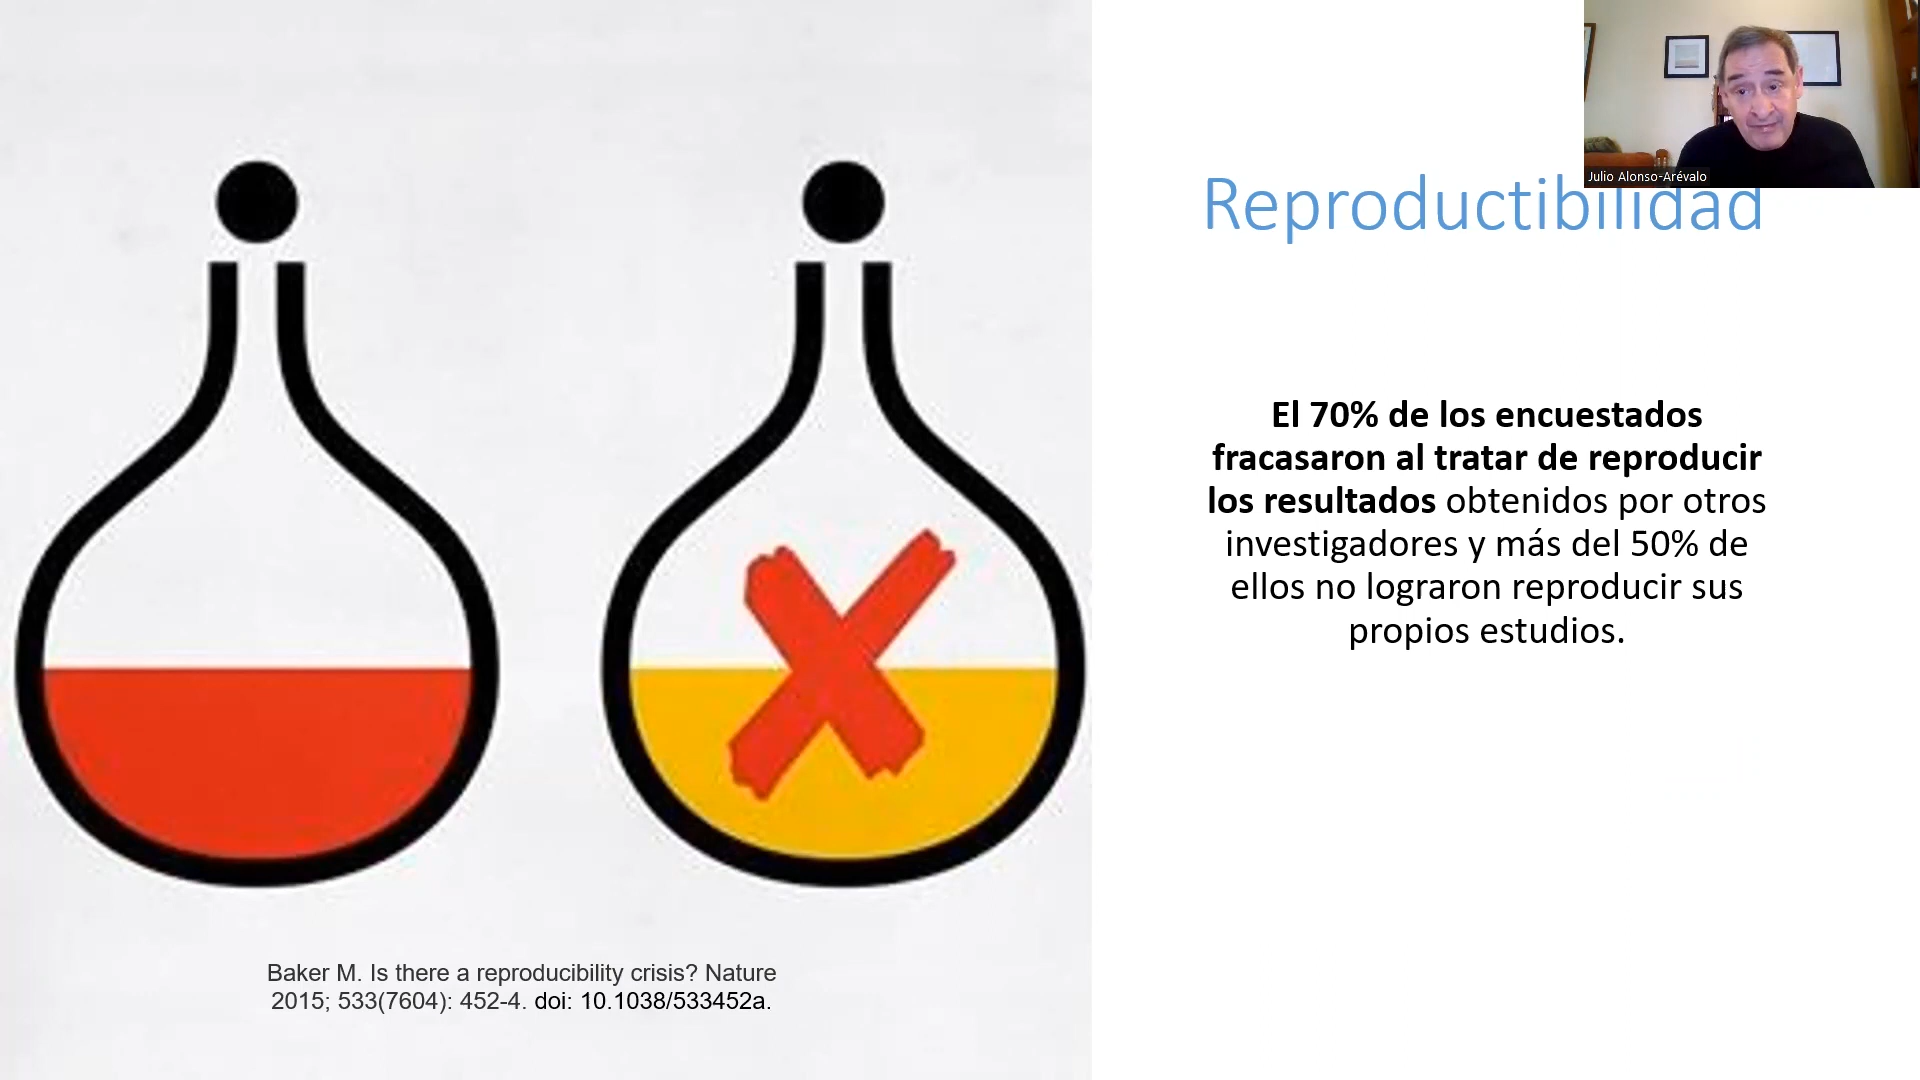 Julio Alonso-Arévalo
Reproductibilidad
El 70% de los encuestados
fracasaron al tratar de reproducir
los resultados obtenidos por otros
investigadores y más del 50% de
ellos no lograron reproducir sus
propios estudios.
Baker M. Is there a reproducibility crisis? Nature
2015; 533(7604): 452-4. doi: 10.1038/533452a.